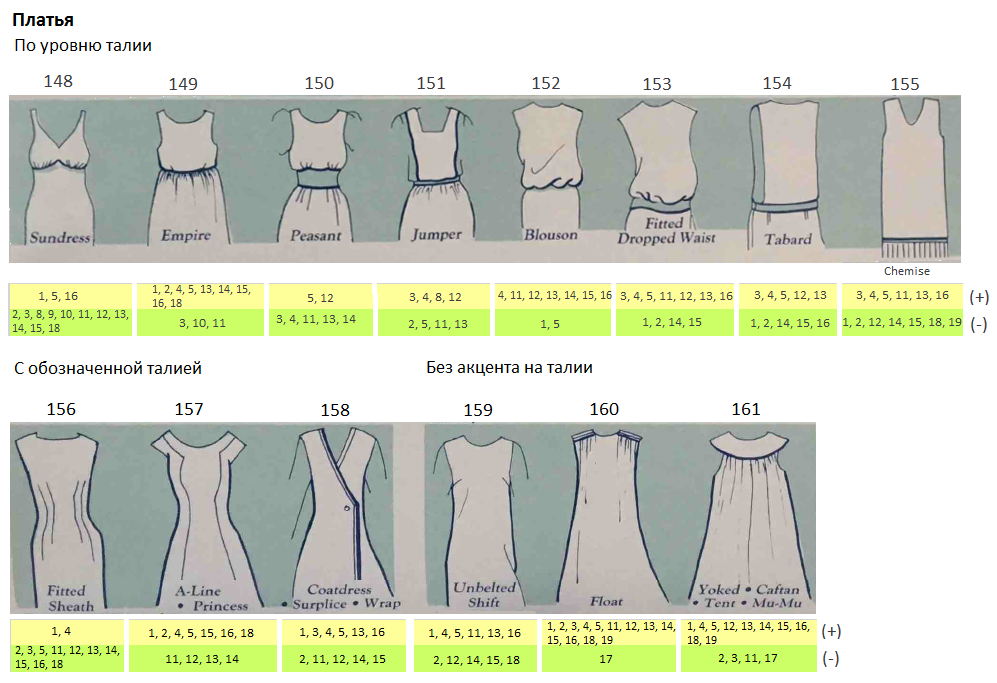 Платья
По уровню талии
148 149 150 151 152 153 154 155
Sundress Empire Peasant Jumper Blouson Fitted Dropped Waist Tabard
Chemise
1, 5, 16
1, 2, 4, 5, 13, 14, 15,
16, 18
5, 12
3, 4, 8, 12
4, 11, 12, 13, 14, 15, 16
3, 4, 5, 11, 12, 13, 16
3, 4, 5, 12, 13
3, 4, 5, 11, 13, 16
(+)
2, 3, 8, 9, 10, 11, 12, 13,
14, 15, 18
3, 10, 11
3, 4, 11, 13, 14
2, 5, 11, 13
1, 5
1, 2, 14, 15
1, 2, 14, 15, 16
1, 2, 12, 14, 15, 18, 19
(-)
С обозначенной талией
Без акцента на талии
156 157 158 159 160 161
Fitted
Sheath
A-Line
• Princess
Coatdress
• Surplice • Wrap
Unbelted
Shift
Float
Yoked • Caftan
• Tent • Mu-Mu
1, 4
1, 2, 4, 5, 15, 16, 18
1, 3, 4, 5, 13, 16
1, 4, 5, 11, 13, 16
1, 2, 3, 4, 5, 11, 12, 13, 14,
15, 16, 18, 19
1, 4, 5, 12, 13, 14, 15, 16,
18, 19
(+)
2, 3, 5, 11, 12, 13, 14,
15, 16, 18
11, 12, 13, 14
2, 11, 12, 14, 15
2, 12, 14, 15, 18
17
2, 3, 11, 17
(-)